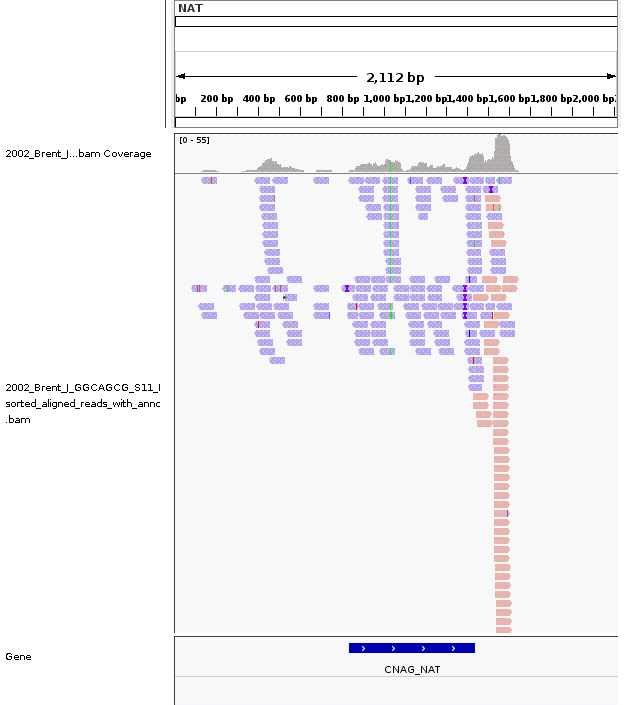 NAT
2,112 bp
bp 200 bp 400 bp 600 bp 800 bp 1,000 bp 1,200 bp 1,400 bp 1,600 bp 1,800 bp 2,000 bp 2
[0 - 55]
2002_Brent_J...bam Coverage
2002_Brent_J_GGCAGCG_S11_l
sorted_aligned_reads_with_annc
.bam
Gene
CNAG_NAT